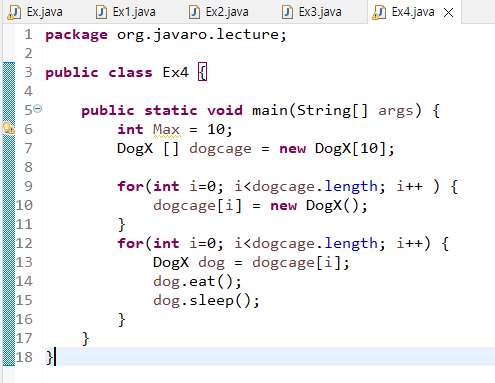 Ex.java Ex1.java Ex2.java Ex3.java Ex4.java
1 package org.javaro.lecture;
2
3 public class Ex4 {
4
5 public static void main(String[] args) {
6 int Max = 10;
7 DogX [] dogcage = new DogX[10];
8
9 for(int i=0; i<dogcage.length; i++ ) {
10 dogcage[i] = new DogX();
11 }
12 for(int i=0; i<dogcage.length; i++) {
13 DogX dog = dogcage[i];
14 dog.eat();
15 dog.sleep();
16 }
17 }
18 }